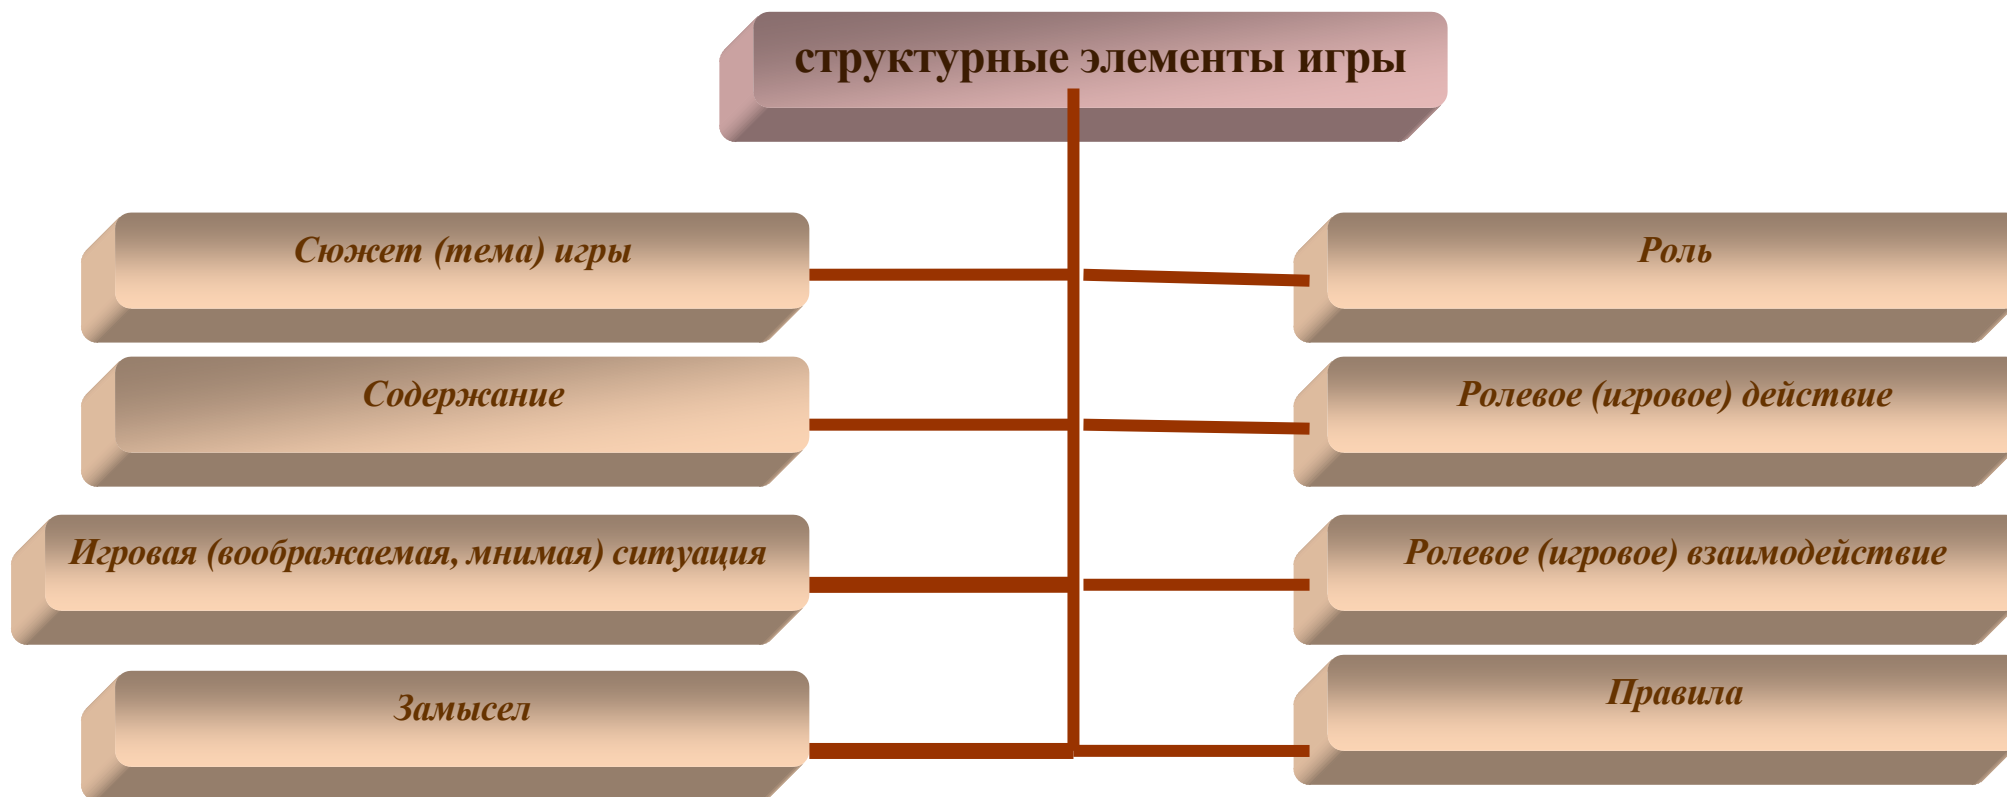 структурные элементы игры
Сюжет (тема) игры
Роль
Содержание
Ролевое (игровое) действие
Игровая (воображаемая, мнимая) ситуация
Ролевое (игровое) взаимодействие
Замысел
Правила